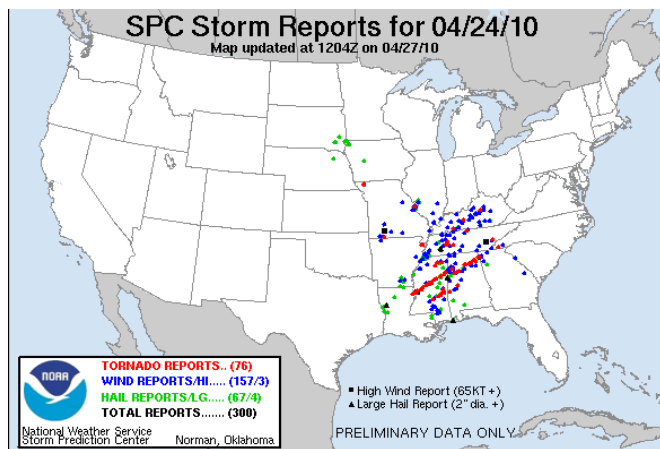 SPC Storm Reports for 04/24/10
Map updated at 1204Z on 04/27/10
NOAA
TORNADO REPORTS.. (76)
WIND REPORTS/HI..... (157/3)
HAIL REPORTS/LG..... (67/4)
TOTAL REPORTS....... (300)
National Weather Service
Storm Prediction Center Norman, Oklahoma
High Wind Report (65KT +)
Large Hail Report (2" dia. +)
PRELIMINARY DATA ONLY